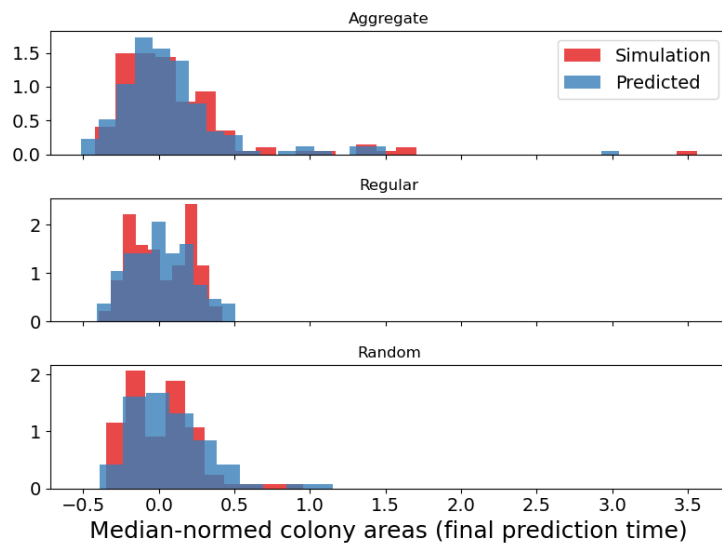 Aggregate
1.5
1.0
0.5
0.0
Simulation
Predicted
Regular
2
1
0
Random
2
1
0
−0.5 0.0 0.5 1.0 1.5 2.0 2.5 3.0 3.5
Median-normed colony areas (final prediction time)